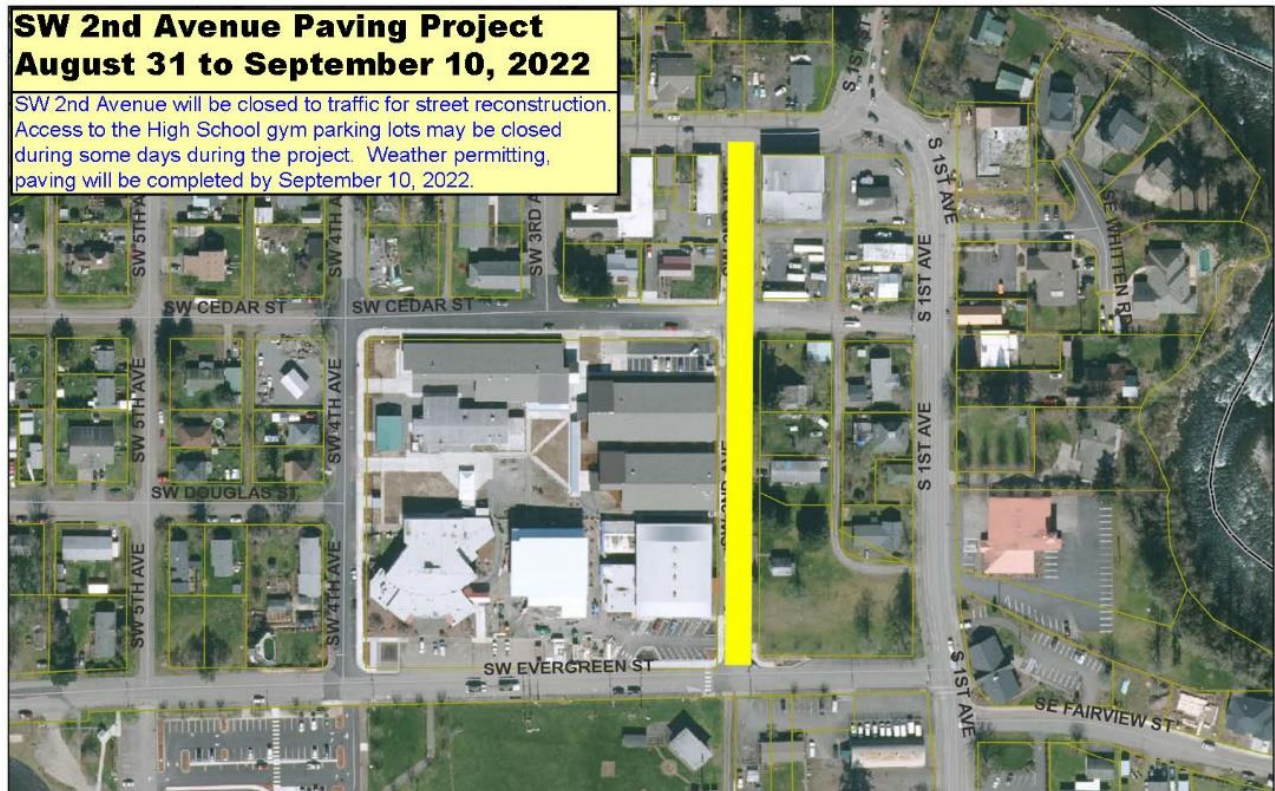 SW 2nd Avenue Paving Project
August 31 to September 10, 2022
SW 2nd Avenue will be closed to traffic for street reconstruction.
Access to the High School gym parking lots may be closed
during some days during the project. Weather permitting,
paving will be completed by September 10, 2022.
S 1ST
S 1ST AVE
SE WHITTEN RD
SW 5TH A
SW 4TH A
SW 3RD A
SW 2ND AVE
S 1ST AVE
SW CEDAR ST
SW CEDAR ST
SW 5TH AVE
SW 4TH AVE
SW 2ND AVE
S 1ST AVE
SW DOUGLAS ST
SW 5TH AVE
SW 4TH AVE
SW EVERGREEN ST
S 1ST AVE
SE FAIRVIEW ST